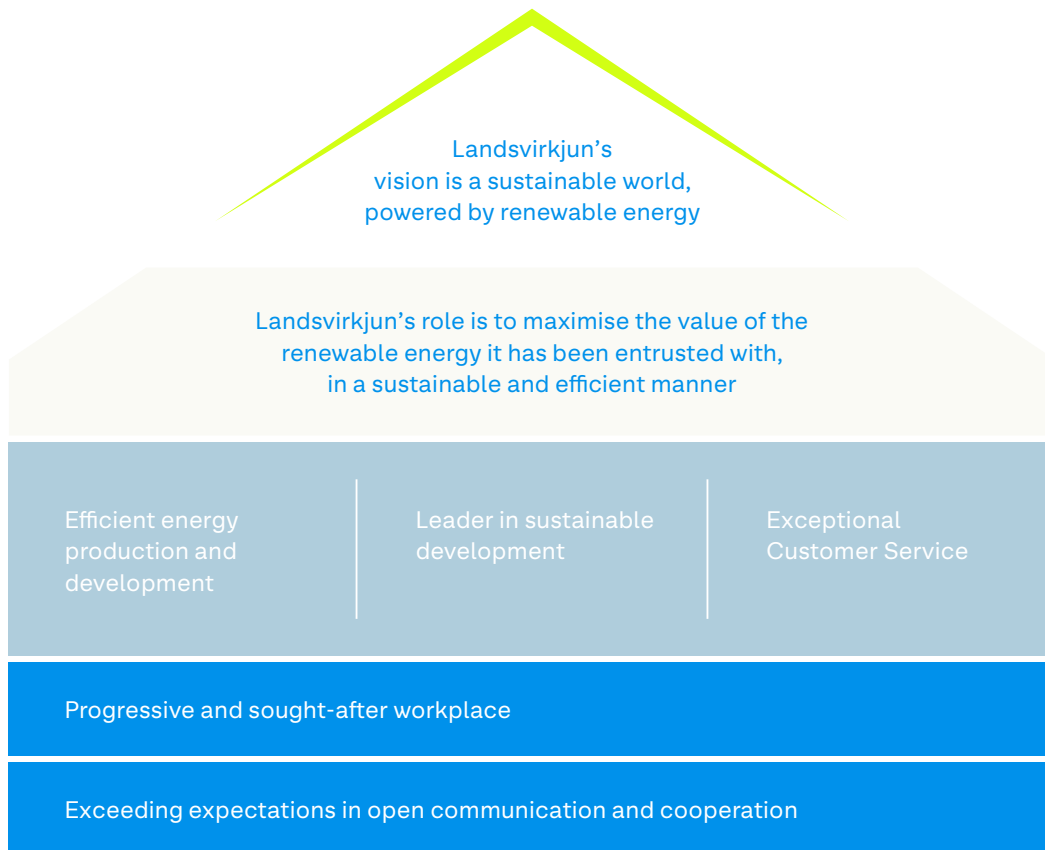 Landsvirkjun’s
vision is a sustainable world,
powered by renewable energy
Landsvirkjun’s role is to maximise the value of the
renewable energy it has been entrusted with,
in a sustainable and efficient manner
Efficient energy
production and
development
Leader in sustainable
development
Exceptional
Customer Service
Progressive and sought-after workplace
Exceeding expectations in open communication and cooperation